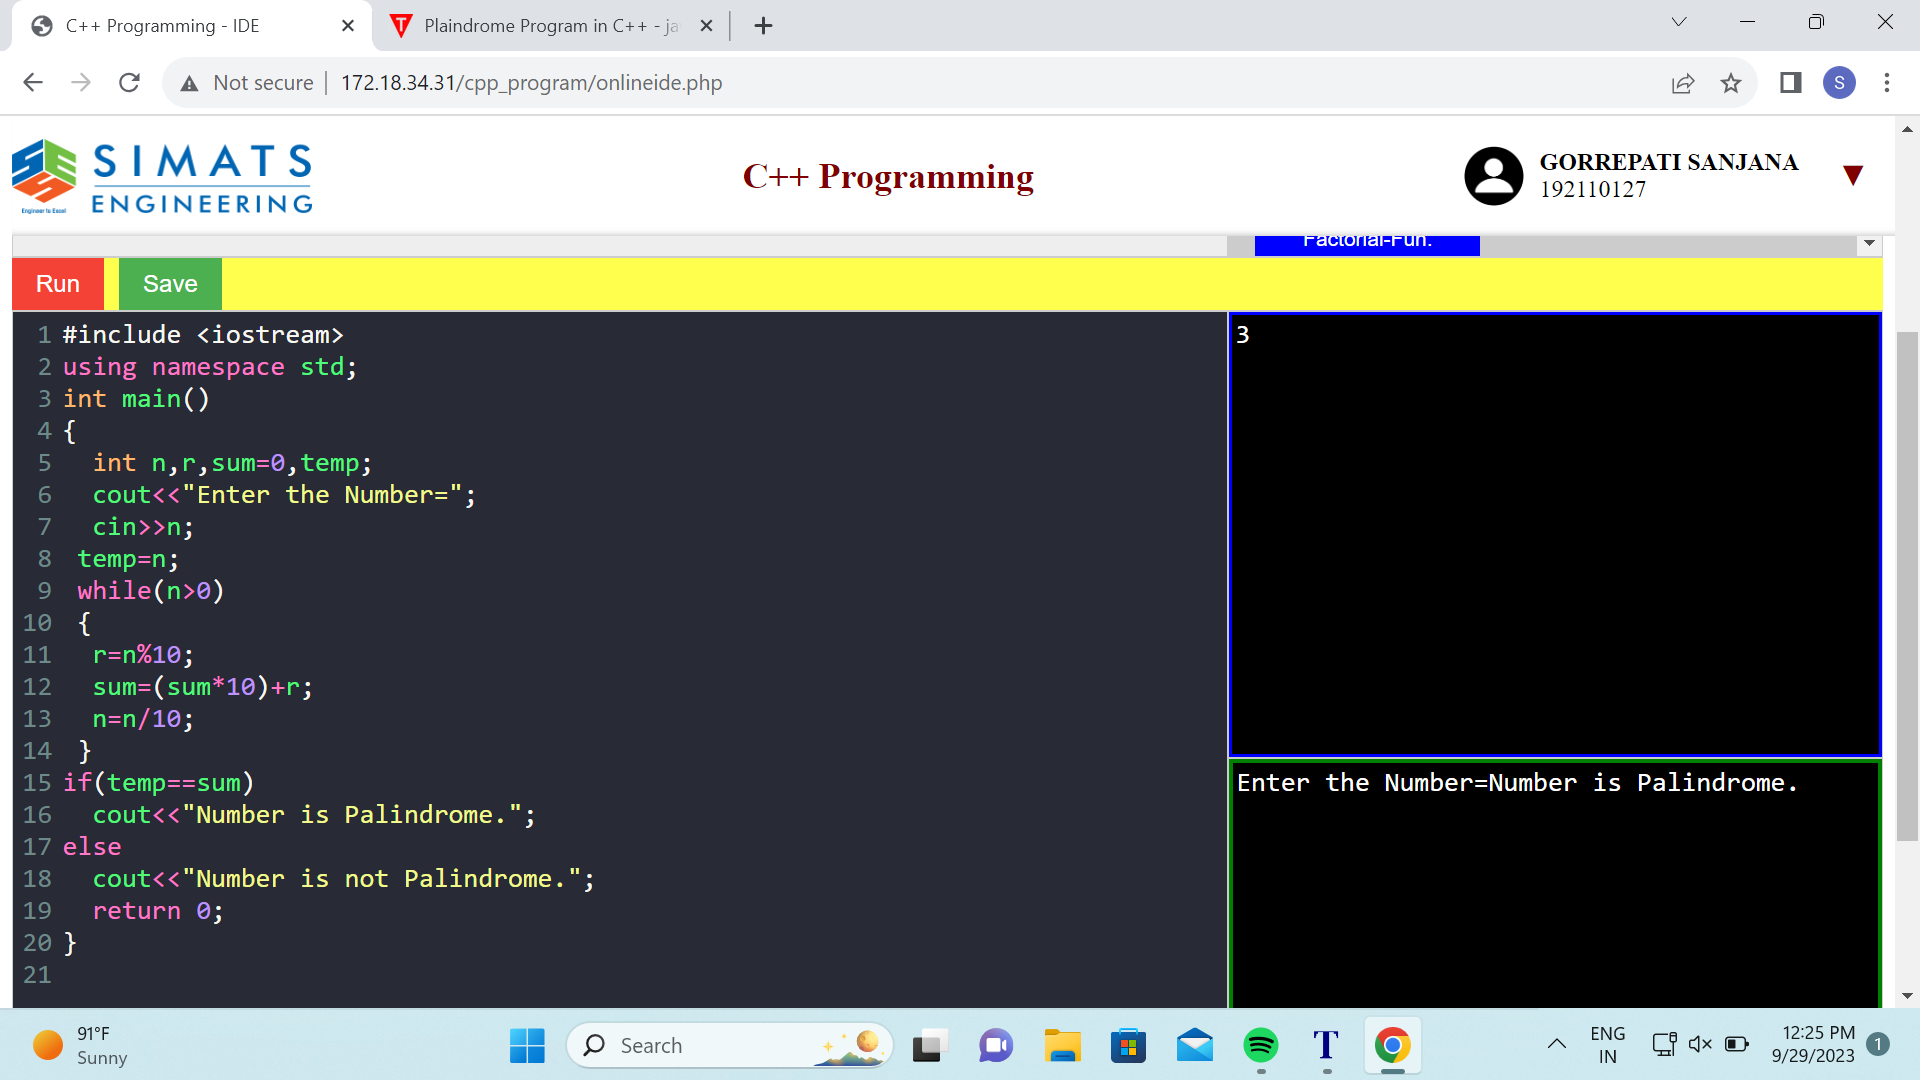 C++ Programming - IDE
Plaindrome Program in C++ - ja
Not secure
172.18.34.31/cpp_program/onlineide.php
S
SIMATS
ENGINEERING
Engineer to Excel
C++ Programming
GORREPATI SANJANA
192110127
Factorial-Fun.
Run
Save
1 #include <iostream>
2 using namespace std;
3 int main()
4 {
5   int n,r,sum=0,temp;
6   cout<<"Enter the Number=";
7   cin>>n;
8  temp=n;
9  while(n>0)
10  {
11   r=n%10;
12   sum=(sum*10)+r;
13   n=n/10;
14  }
15 if(temp==sum)
16   cout<<"Number is Palindrome.";
17 else
18   cout<<"Number is not Palindrome.";
19   return 0;
20 }
21
3
Enter the Number=Number is Palindrome.
91°F
Sunny
Search
T
ENG
IN
12:25 PM
9/29/2023
1